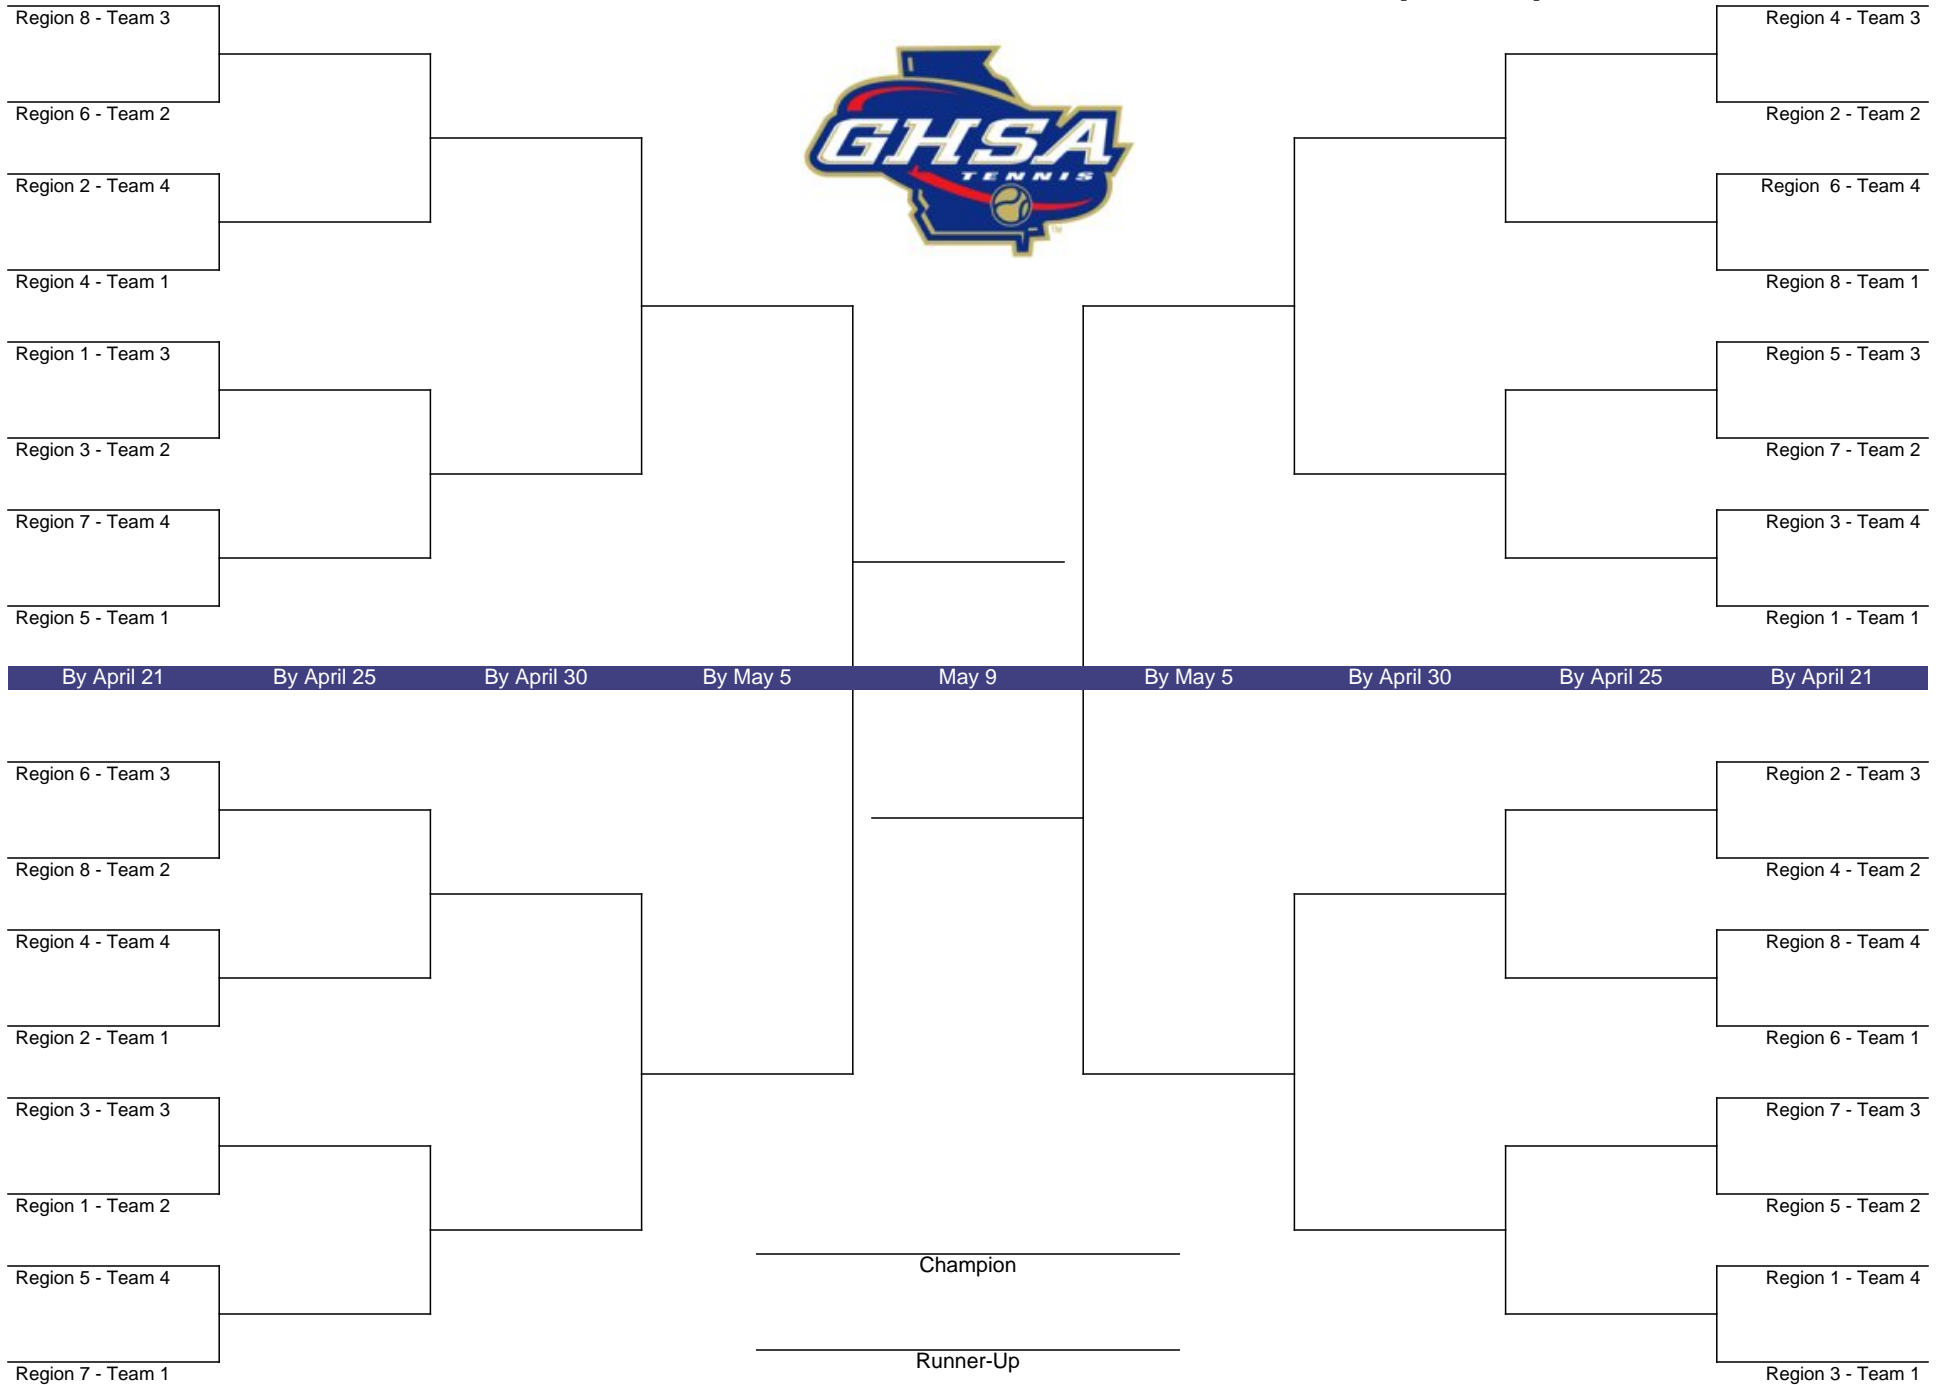 Region 8 - Team 3
Region 6 - Team 2
Region 2 - Team 4
Region 4 - Team 1
Region 1 - Team 3
Region 3 - Team 2
Region 7 - Team 4
Region 5 - Team 1
GHSA
TENNIS
TM
Region 4 - Team 3
Region 2 - Team 2
Region  6 - Team 4
Region 8 - Team 1
Region 5 - Team 3
Region 7 - Team 2
Region 3 - Team 4
Region 1 - Team 1
By April 21 By April 25 By April 30 By May 5 May 9 By May 5 By April 30 By April 25 By April 21
Region 6 - Team 3
Region 8 - Team 2
Region 4 - Team 4
Region 2 - Team 1
Region 3 - Team 3
Region 1 - Team 2
Region 5 - Team 4
Region 7 - Team 1
Champion
Runner-Up
Region 2 - Team 3
Region 4 - Team 2
Region 8 - Team 4
Region 6 - Team 1
Region 7 - Team 3
Region 5 - Team 2
Region 1 - Team 4
Region 3 - Team 1